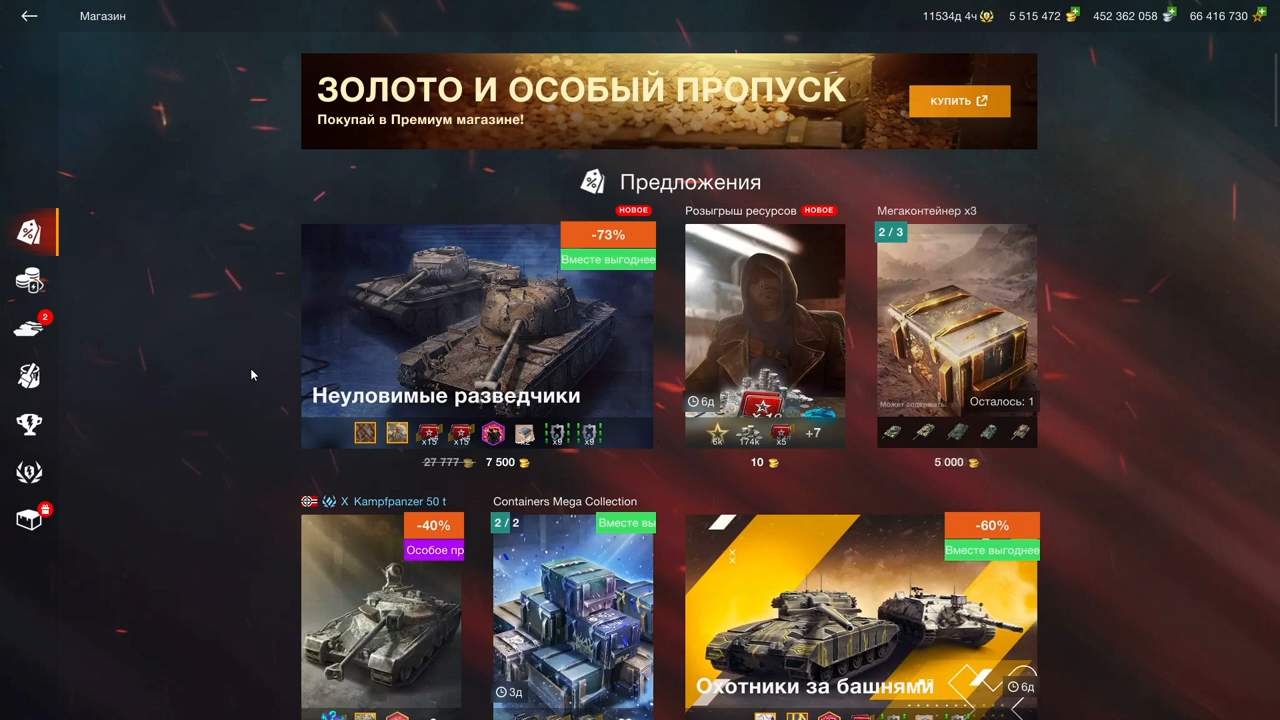 Магазин
11534д 4ч
5 515 472
452 362 058
66 416 730
ЗОЛОТО И ОСОБЫЙ ПРОПУСК
Покупай в Премиум магазине!
КУПИТЬ
Предложения
НОВОЕ
-73%
Вместе выгоднее
Неуловимые разведчики
x15
x15
x2
x9
x9
27 777
7 500
Розыгрыш ресурсов
НОВОЕ
6д
6k
174k
x5
+7
10
Мегаконтейнер x3
2 / 3
Может содержать:
Осталось: 1
5 000
2
X Kampfpanzer 50 t
-40%
Особое пр
Containers Mega Collection
2 / 2
Вместе вы
3д
-60%
Вместе выгоднее
Охотники за башнями
6д